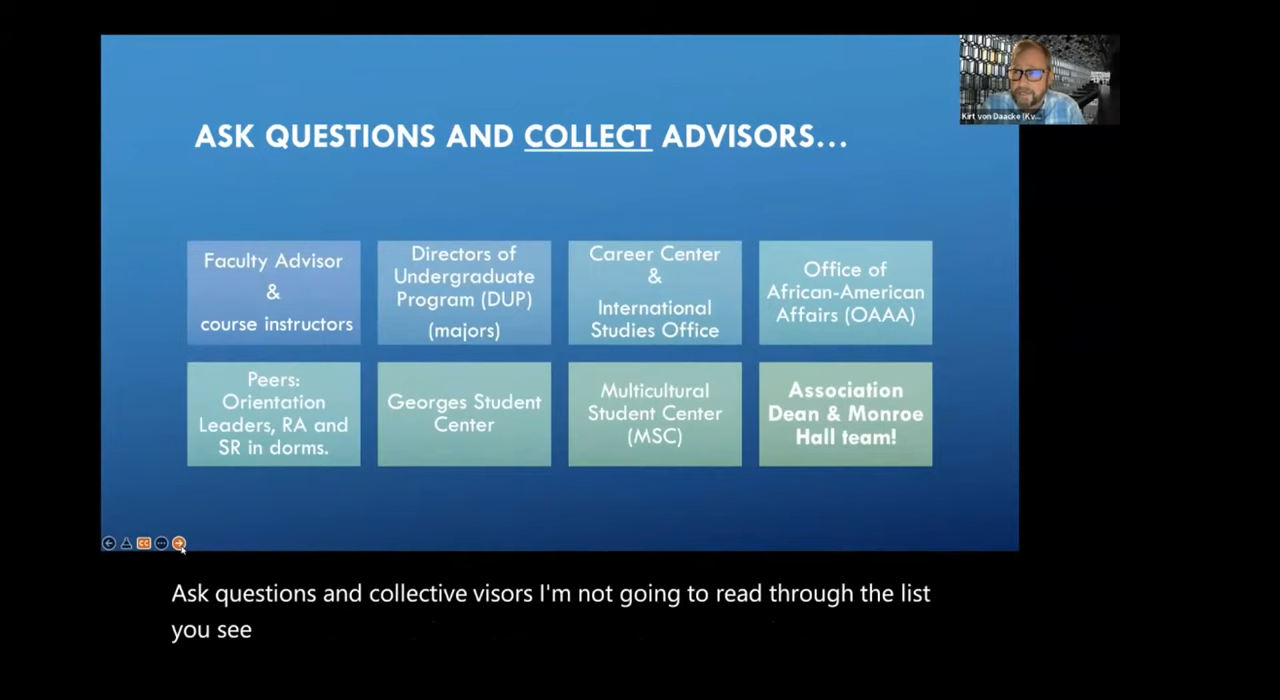 ASK QUESTIONS AND COLLECT ADVISORS...
Faculty Advisor
&
course instructors
Directors of
Undergraduate
Program (DUP)
(majors)
Career Center
&
International
Studies Office
Office of
African-American
Affairs (OAAA)
Peers:
Orientation
Leaders, RA and
SR in dorms.
Georges Student
Center
Multicultural
Student Center
(MSC)
Association
Dean & Monroe
Hall team!
Kirt von Daacke (Kv...
CC
Ask questions and collective visors I'm not going to read through the list
you see